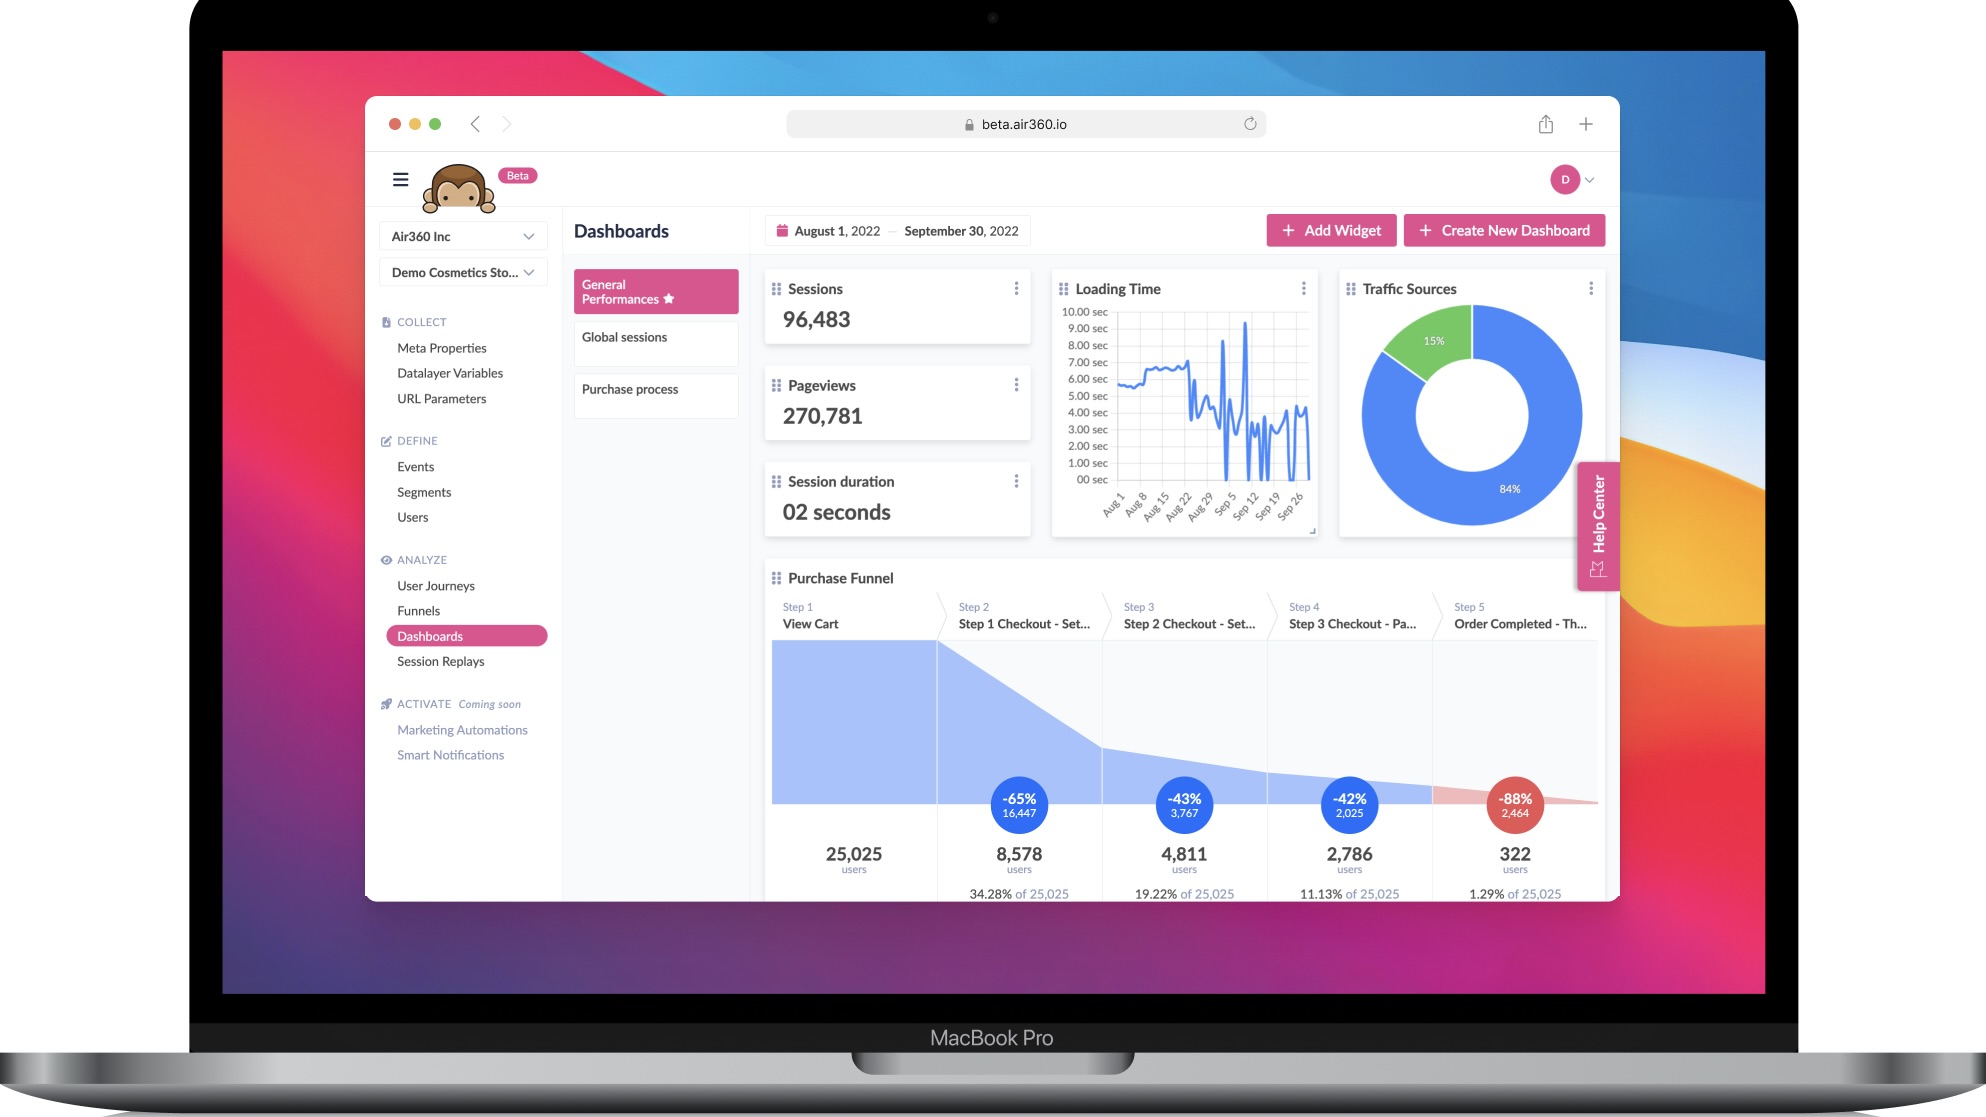 beta.air360.io
Beta
D
Air360 Inc
Demo Cosmetics Sto...
COLLECT
Meta Properties
Datalayer Variables
URL Parameters
DEFINE
Events
Segments
Users
ANALYZE
User Journeys
Funnels
Dashboards
Session Replays
ACTIVATE Coming soon
Marketing Automations
Smart Notifications
Dashboards
General
Performances
Global sessions
Purchase process
August 1, 2022 — September 30, 2022
+ Add Widget
+ Create New Dashboard
Sessions
96,483
Pageviews
270,781
Session duration
02 seconds
Loading Time
10.00 sec
9.00 sec
8.00 sec
7.00 sec
6.00 sec
5.00 sec
4.00 sec
3.00 sec
2.00 sec
1.00 sec
00 sec
Aug 1
Aug 8
Aug 15
Aug 22
Aug 29
Sep 5
Sep 12
Sep 19
Sep 26
Traffic Sources
15%
84%
Help Center
Purchase Funnel
Step 1
View Cart
Step 2
Step 1 Checkout - Set...
Step 3
Step 2 Checkout - Set...
Step 4
Step 3 Checkout - Pa...
Step 5
Order Completed - Th...
-65%
16,447
-43%
3,767
-42%
2,025
-88%
2,464
25,025
users
8,578
users
34.28% of 25,025
4,811
users
19.22% of 25,025
2,786
users
11.13% of 25,025
322
users
1.29% of 25,025
MacBook Pro